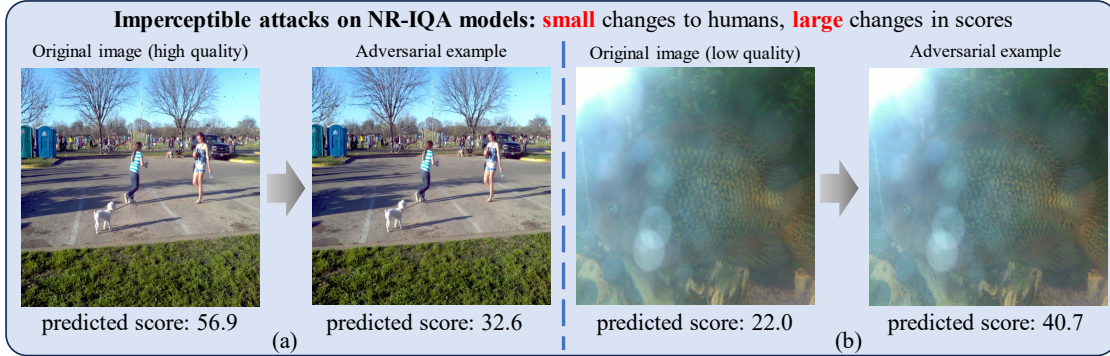 Imperceptible attacks on NR-IQA models: small changes to humans, large changes in scores
Original image (high quality)
Adversarial example
predicted score: 56.9
predicted score: 32.6
(a)
Original image (low quality)
Adversarial example
predicted score: 22.0
predicted score: 40.7
(b)